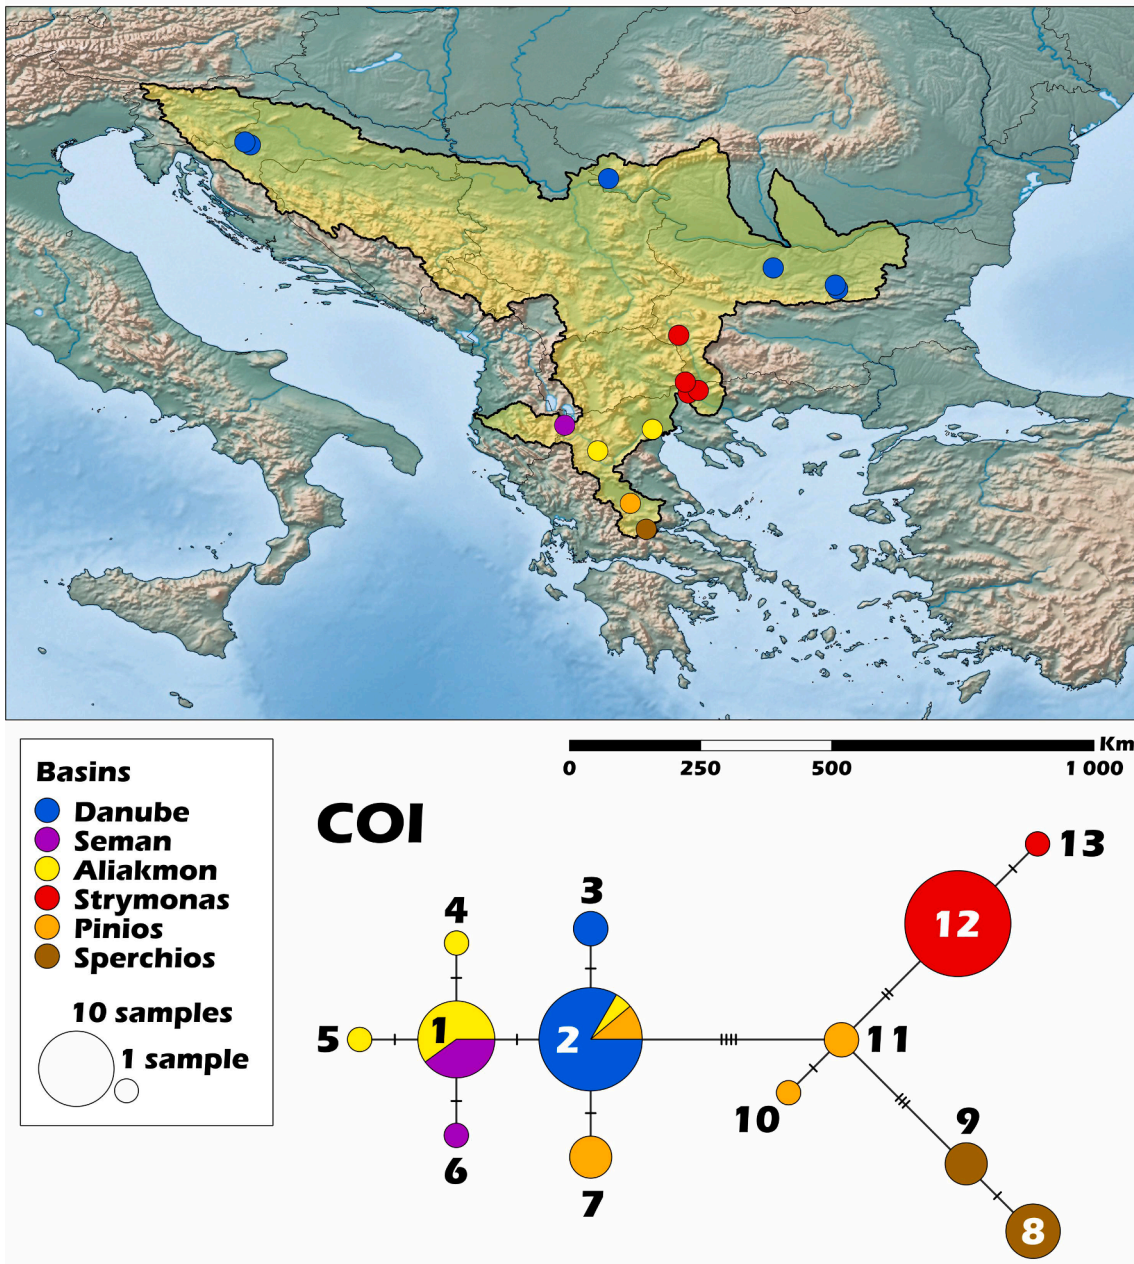 Km
0 250 500 1 000
Basins
Danube
Seman
Aliakmon
Strymonas
Pinios
Sperchios
10 samples
1 sample
COI
13
12
3
4
5
1
2
11
10
9
6
7
8